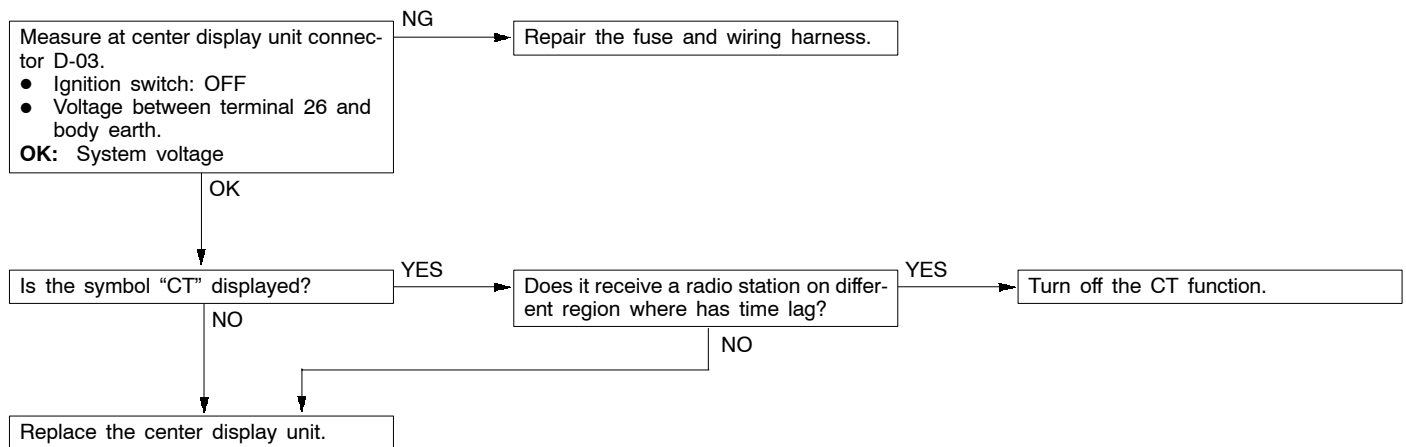 Measure at center display unit connec-
tor D-03.
● Ignition switch: OFF
● Voltage between terminal 26 and
body earth.
OK: System voltage
NG
Repair the fuse and wiring harness.
OK
Is the symbol “CT” displayed?
YES
Does it receive a radio station on differ-
ent region where has time lag?
YES
Turn off the CT function.
NO
NO
Replace the center display unit.